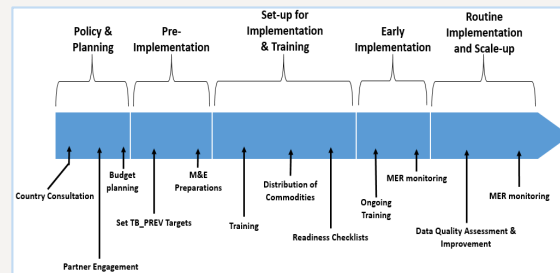 Policy &
Planning
Pre-
Implementation
Set-up for
Implementation
& Training
Early
Implementation
Routine
Implementation
and Scale-up
Country Consultation
Partner Engagement
Budget
planning
Set TB_PREV Targets
M&E
Preparations
Training
Distribution of
Commodities
Readiness Checklists
Ongoing
Training
MER monitoring
Data Quality Assessment &
Improvement
MER monitoring